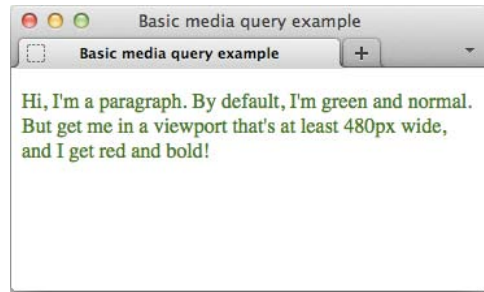 Basic media query example
Basic media query example +
Hi, I'm a paragraph. By default, I'm green and normal.
But get me in a viewport that's at least 480px wide,
and I get red and bold!